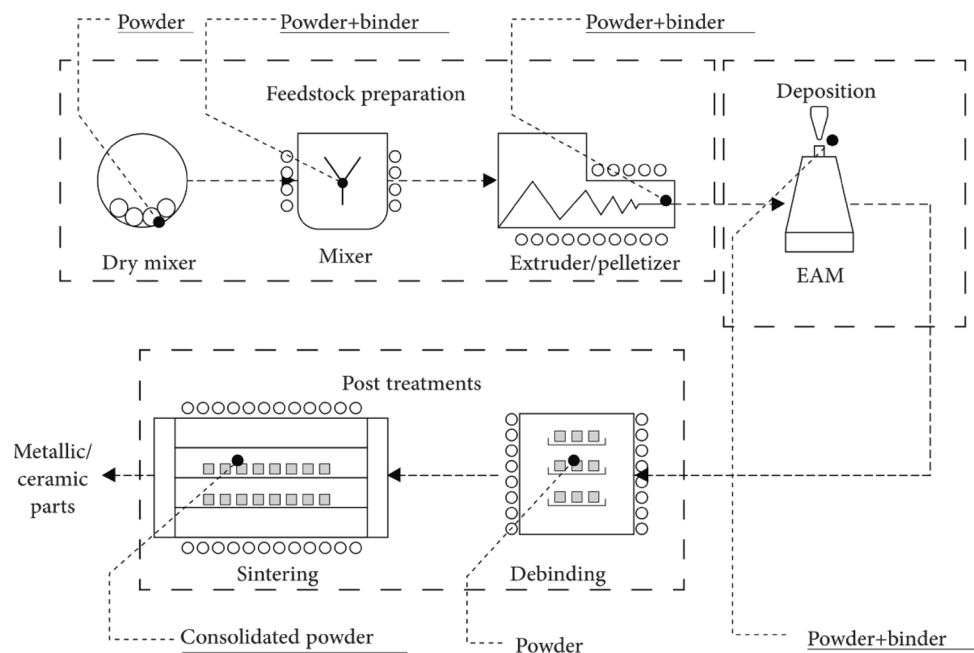 Powder
Powder+binder
Powder+binder
Feedstock preparation
Deposition
Dry mixer
Mixer
Extruder/pelletizer
EAM
Post treatments
Metallic/
ceramic
parts
Sintering
Debinding
Consolidated powder
Powder
Powder+binder